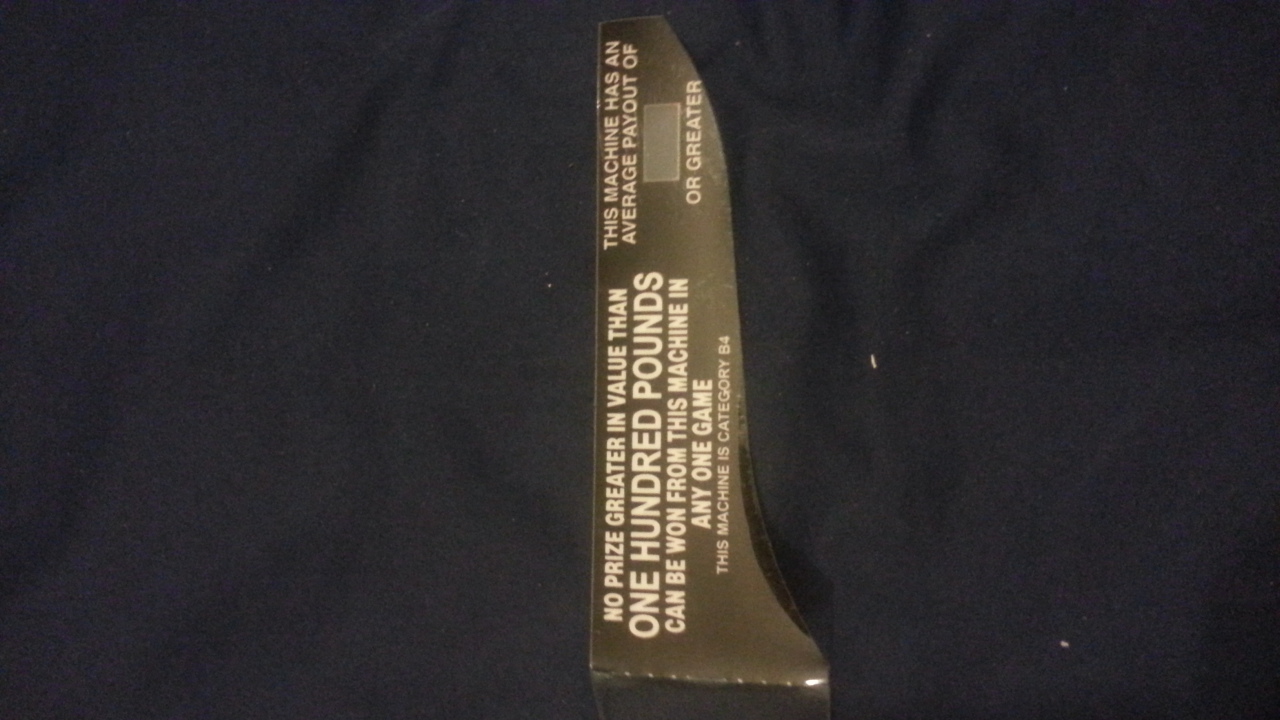 NO PRIZE GREATER IN VALUE THAN
ONE HUNDRED POUNDS
CAN BE WON FROM THIS MACHINE IN
ANY ONE GAME
THIS MACHINE IS CATEGORY B4
THIS MACHINE HAS AN
AVERAGE PAYOUT OF
OR GREATER